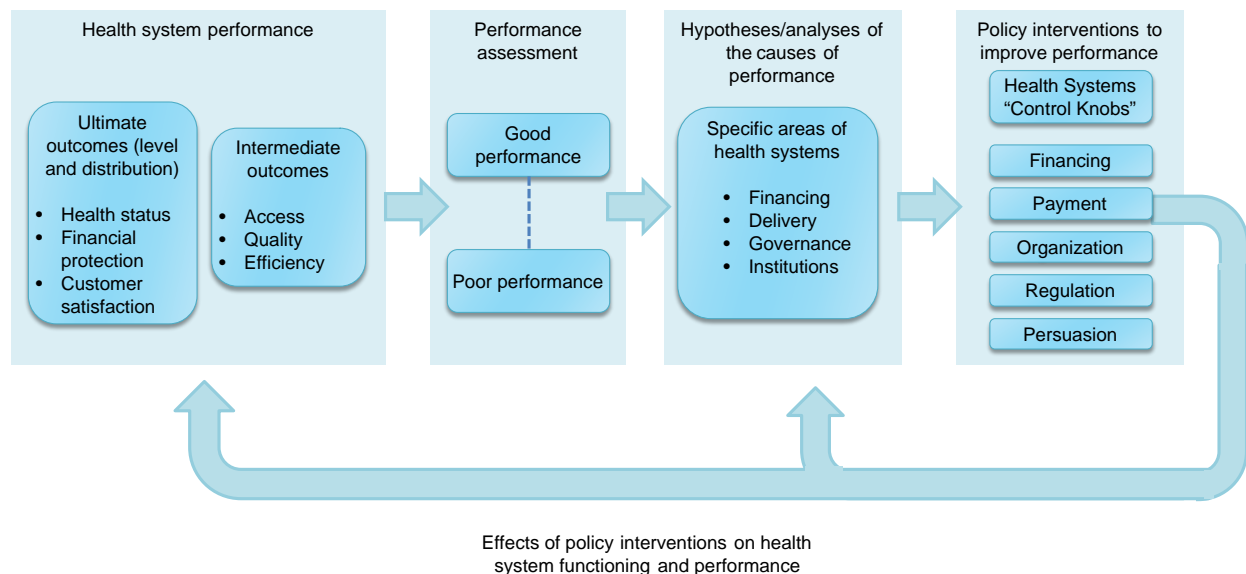 Health system performance
Ultimate
outcomes (level
and distribution)
• Health status
• Financial
protection
• Customer
satisfaction
Intermediate
outcomes
• Access
• Quality
• Efficiency
Performance
assessment
Good
performance
Poor performance
Hypotheses/analyses of
the causes of
performance
Specific areas of
health systems
• Financing
• Delivery
• Governance
• Institutions
Policy interventions to
improve performance
Health Systems
“Control Knobs”
Financing
Payment
Organization
Regulation
Persuasion
Effects of policy interventions on health
system functioning and performance